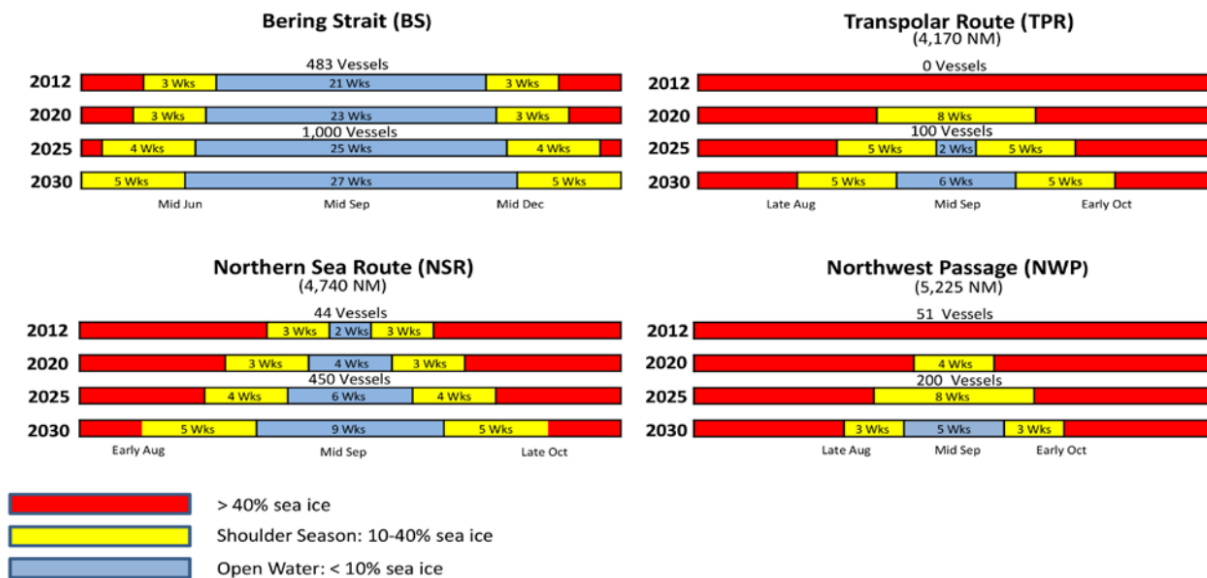 Bering Strait (BS)
483 Vessels
2012 3 Wks 21 Wks 3 Wks
2020 3 Wks 23 Wks 3 Wks
1,000 Vessels
2025 4 Wks 25 Wks 4 Wks
2030 5 Wks 27 Wks 5 Wks
Mid Jun Mid Sep Mid Dec
Transpolar Route (TPR)
(4,170 NM)
0 Vessels
2012
2020 8 Wks
100 Vessels
2025 5 Wks 2 Wks 5 Wks
2030 5 Wks 6 Wks 5 Wks
Late Aug Mid Sep Early Oct
Northern Sea Route (NSR)
(4,740 NM)
44 Vessels
2012 3 Wks 2 Wks 3 Wks
2020 3 Wks 4 Wks 3 Wks
450 Vessels
2025 4 Wks 6 Wks 4 Wks
2030 5 Wks 9 Wks 5 Wks
Early Aug Mid Sep Late Oct
Northwest Passage (NWP)
(5,225 NM)
51 Vessels
2012
2020 4 Wks
200 Vessels
2025 8 Wks
2030 3 Wks 5 Wks 3 Wks
Late Aug Mid Sep Early Oct
> 40% sea ice
Shoulder Season: 10-40% sea ice
Open Water: < 10% sea ice